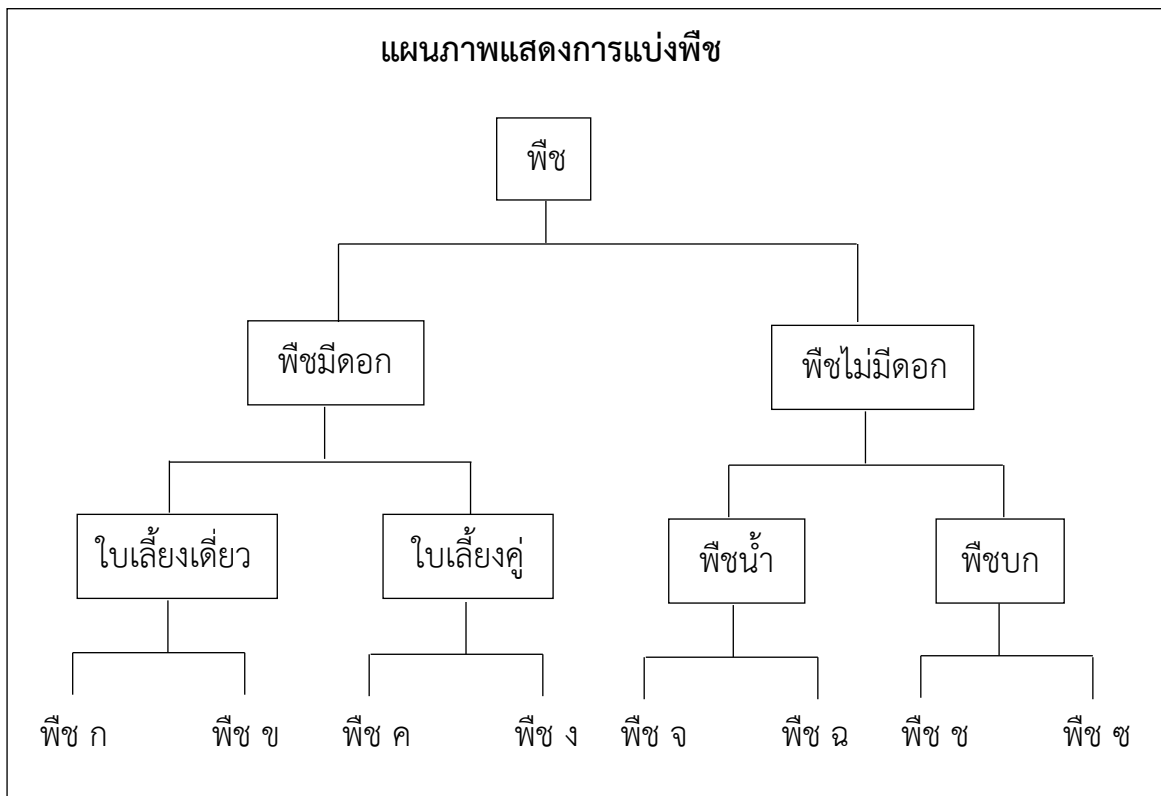 แผนภาพแสดงการแบ่งพืช
พืช
พืชมีดอก
พืชไม่มีดอก
ใบเลี้ยงเดี่ยว
ใบเลี้ยงคู่
พืชน้ำ
พืชบก
พืช ก
พืช ข
พืช ค
พืช ง
พืช จ
พืช ฉ
พืช ช
พืช ซ